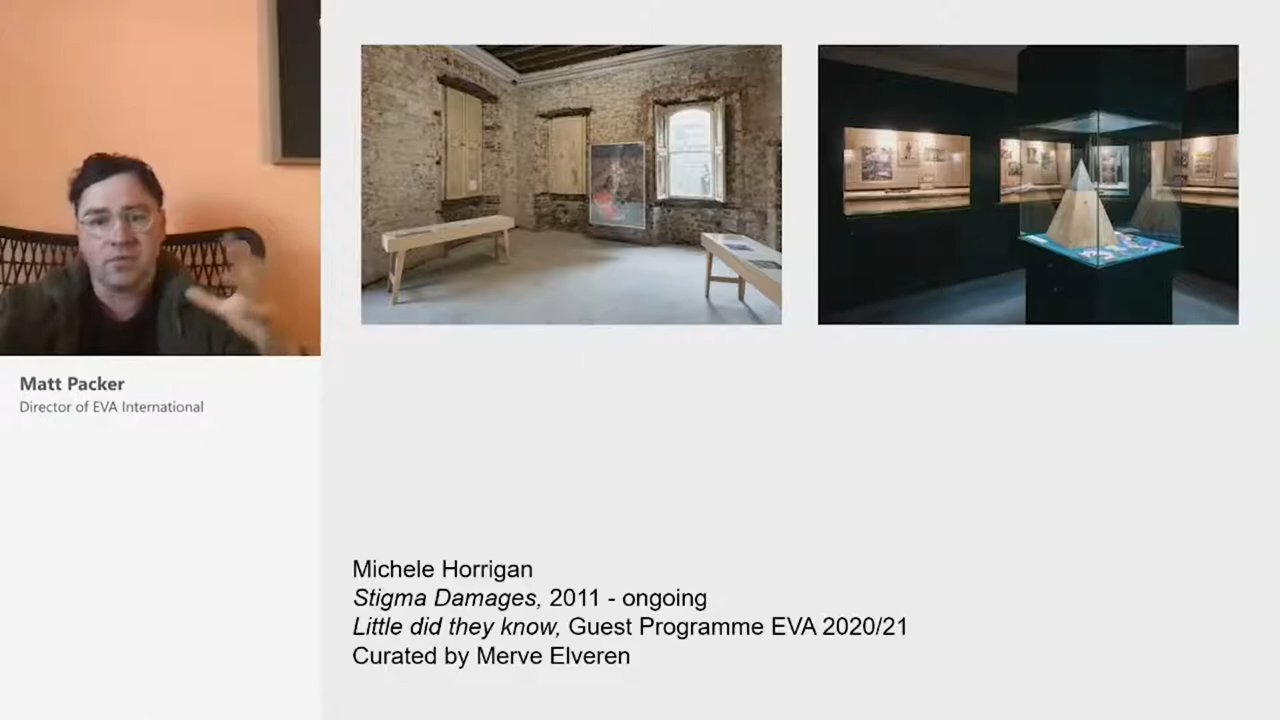 Matt Packer
Director of EVA International
Michele Horrigan
Stigma Damages, 2011 - ongoing
Little did they know, Guest Programme EVA 2020/21
Curated by Merve Elveren